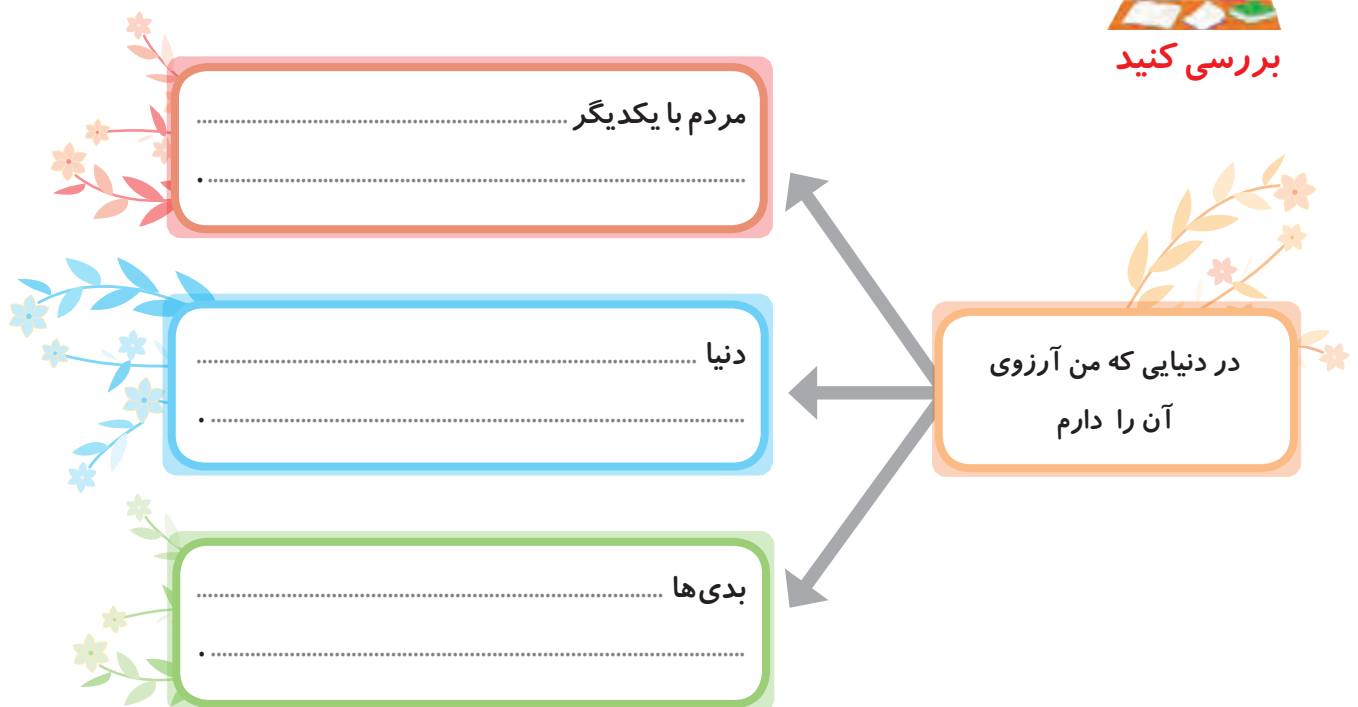 بررسی کنید
در دنیایی که من آرزوی
آن را دارم
مردم با یکدیگر ................................................................
................................................................ .
دنیا ................................................................
................................................................ .
بدی‌ها ................................................................
................................................................ .